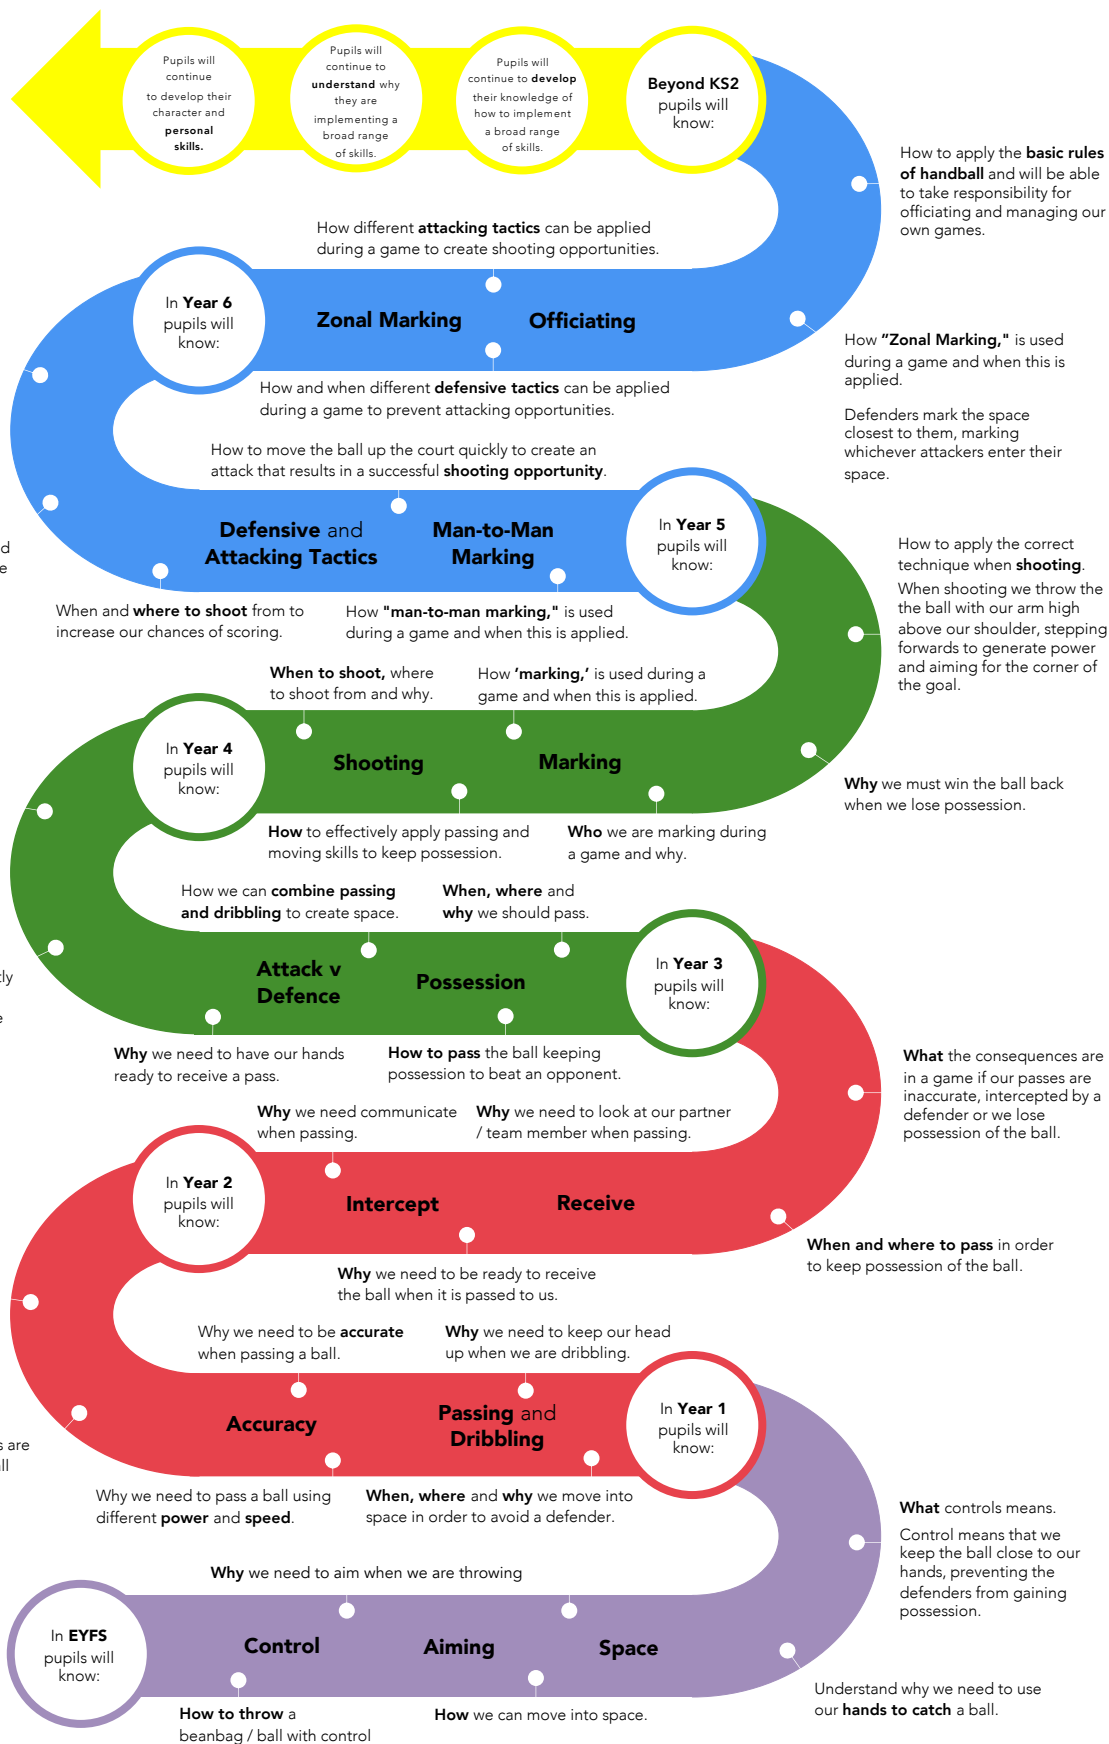 Pupils will
continue
to develop their
character and
personal
skills.
Pupils will
continue to
understand why
they are
implementing a
broad range
of skills.
Pupils will
continue to develop
their knowledge of
how to implement
a broad range
of skills.
Beyond KS2
pupils will
know:
How to apply the basic rules
of handball and will be able
to take responsibility for
officiating and managing our
own games.
How different attacking tactics can be applied
during a game to create shooting opportunities.
In Year 6
pupils will
know:
Zonal Marking
Officiating
How ”Zonal Marking," is used
during a game and when this is
applied.
Defenders mark the space
closest to them, marking
whichever attackers enter their
space.
How and when different defensive tactics can be applied
during a game to prevent attacking opportunities.
How to move the ball up the court quickly to create an
attack that results in a successful shooting opportunity.
Defensive and
Attacking Tactics
Man-to-Man
Marking
In Year 5
pupils will
know:
How to apply the correct
technique when shooting.
When shooting we throw the
the ball with our arm high
above our shoulder, stepping
forwards to generate power
and aiming for the corner of
the goal.
d
e
When and where to shoot from to
increase our chances of scoring.
How "man-to-man marking," is used
during a game and when this is applied.
When to shoot, where
to shoot from and why.
How ‘marking,’ is used during a
game and when this is applied.
In Year 4
pupils will
know:
Shooting
Marking
Why we must win the ball back
when we lose possession.
How to effectively apply passing and
moving skills to keep possession.
Who we are marking during
a game and why.
How we can combine passing
and dribbling to create space.
When, where and
why we should pass.
Attack v
Defence
Possession
In Year 3
pupils will
know:
tly
e
Why we need to have our hands
ready to receive a pass.
How to pass the ball keeping
possession to beat an opponent.
What the consequences are
in a game if our passes are
inaccurate, intercepted by a
defender or we lose
possession of the ball.
Why we need communicate
when passing.
Why we need to look at our partner
/ team member when passing.
In Year 2
pupils will
know:
Intercept
Receive
When and where to pass in order
to keep possession of the ball.
Why we need to be ready to receive
the ball when it is passed to us.
Why we need to be accurate
when passing a ball.
Why we need to keep our head
up when we are dribbling.
Accuracy
Passing and
Dribbling
In Year 1
pupils will
know:
s are
all
Why we need to pass a ball using
different power and speed.
When, where and why we move into
space in order to avoid a defender.
What controls means.
Control means that we
keep the ball close to our
hands, preventing the
defenders from gaining
possession.
Why we need to aim when we are throwing
In EYFS
pupils will
know:
Control
Aiming
Space
Understand why we need to use
our hands to catch a ball.
How to throw a
beanbag / ball with control
How we can move into space.